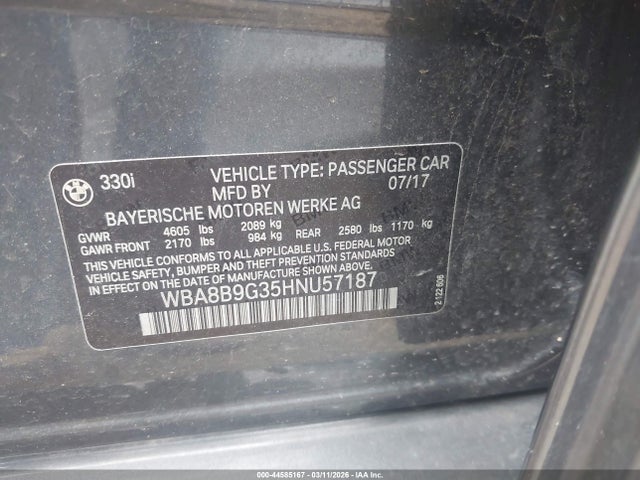 330i
VEHICLE TYPE: PASSENGER CAR
MFD BY 07/17
BAYERISCHE MOTOREN WERKE AG
GVWR 4605 lbs 2089 kg
GAWR FRONT 2170 lbs 984 kg REAR 2580 lbs 1170 kg
THIS VEHICLE CONFORMS TO ALL APPLICABLE U.S. FEDERAL MOTOR
VEHICLE SAFETY, BUMPER AND THEFT PREVENTION STANDARDS
IN EFFECT ON THE DATE OF MANUFACTURE SHOWN ABOVE.
WBA8B9G35HNU57187
2 122 606
000-44585167 - 03/11/2026 - IAA Inc.